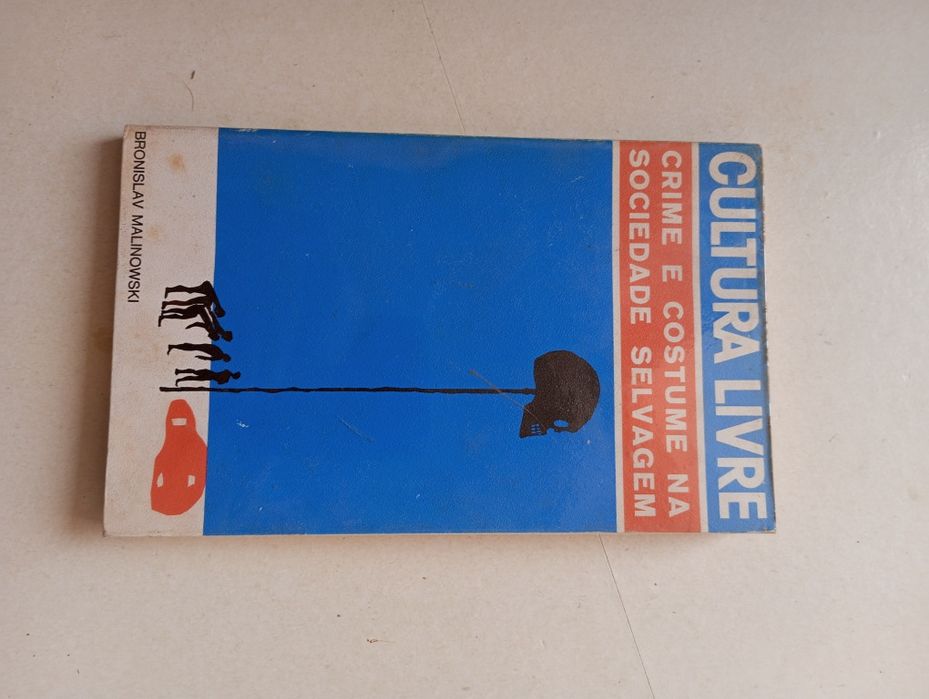 CULTURA LIVRE
CRIME E COSTUME NA
SOCIEDADE SELVAGEM
BRONISLAV MALINOWSKI